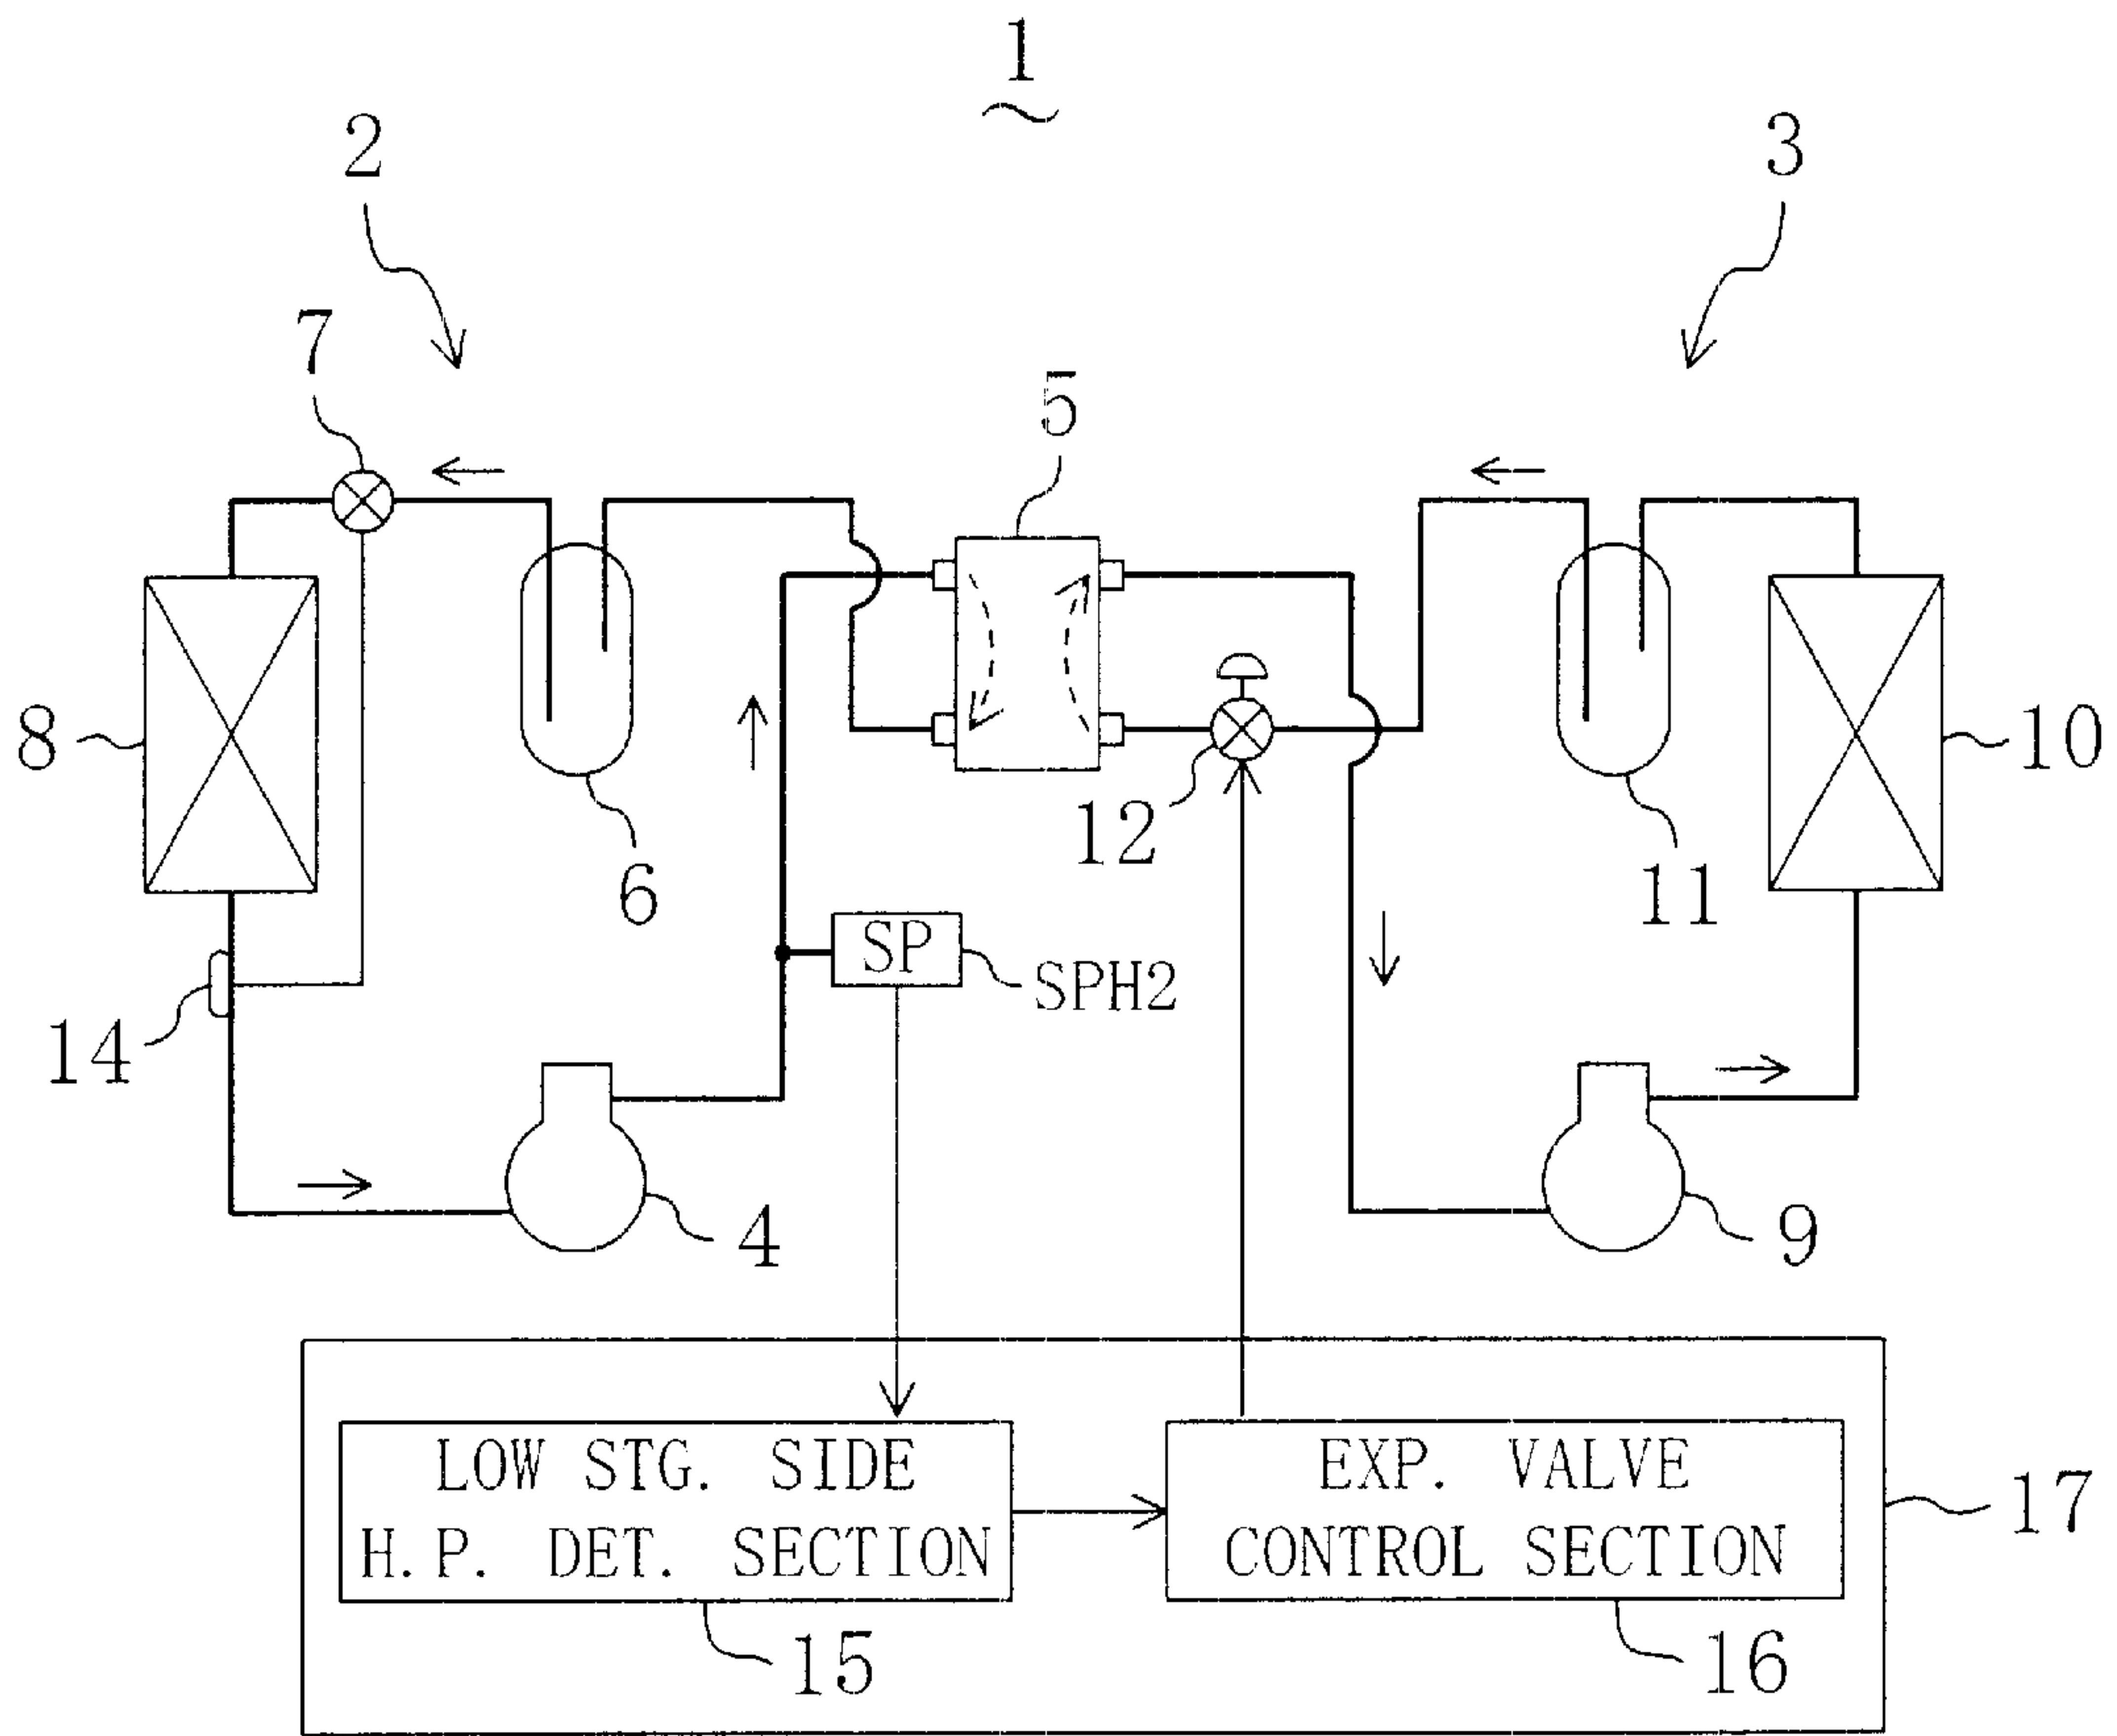 1
2
3
7
5
8
10
12
6
11
SP
SPH2
14
4
9
LOW STG. SIDE
H.P. DET. SECTION
EXP. VALVE
CONTROL SECTION
17
15
16